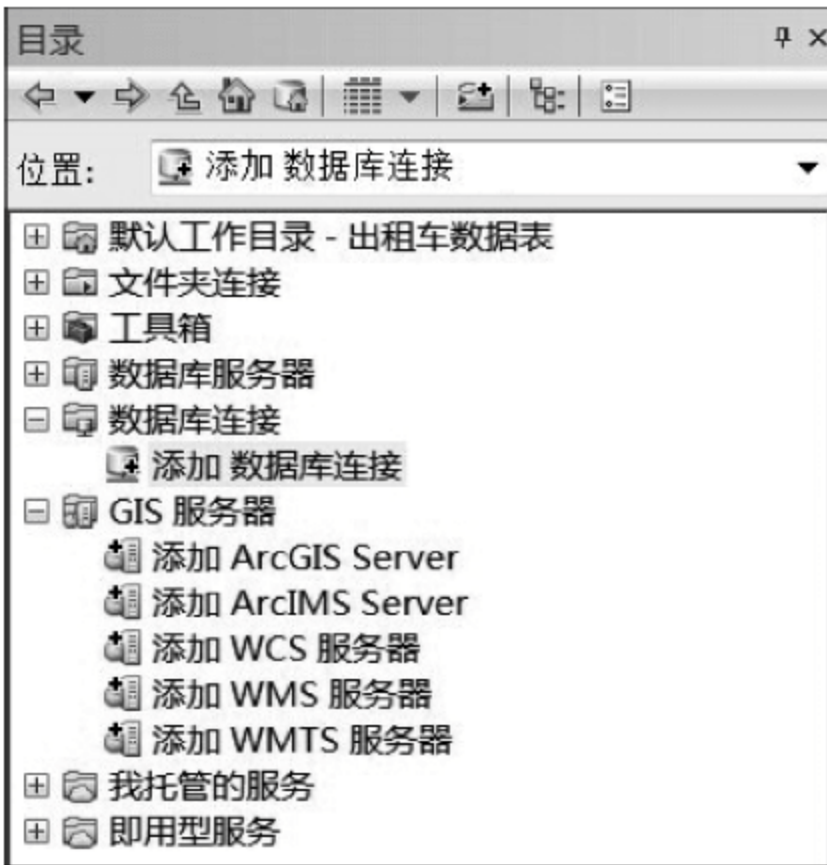 目录
位置: 添加 数据库连接
默认工作目录 - 出租车数据表
文件夹连接
工具箱
数据库服务器
数据库连接
添加 数据库连接
GIS 服务器
添加 ArcGIS Server
添加 ArcIMS Server
添加 WCS 服务器
添加 WMS 服务器
添加 WMTS 服务器
我托管的服务
即用型服务